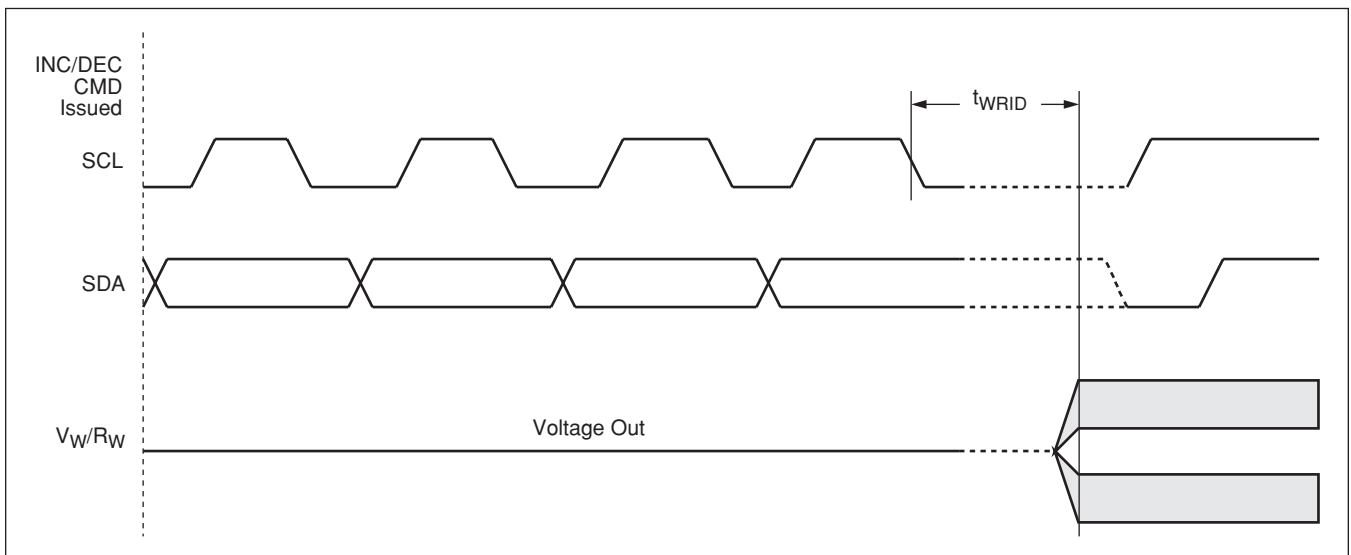 INC/DEC
CMD
Issued
tWRID
SCL
SDA
Voltage Out
VW/RW